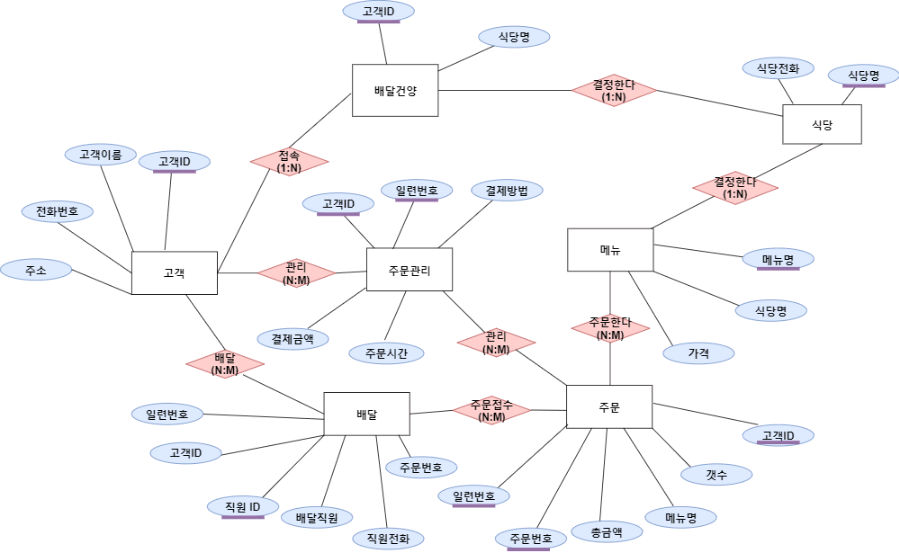 고객ID
식당명
배달건양
결정한다
(1:N)
식당전화
식당명
식당
고객이름
고객ID
전화번호
주소
고객
접속
(1:N)
고객ID
일련번호
결제방법
관리
(N:M)
주문관리
결제금액
주문시간
결정한다
(1:N)
메뉴
메뉴명
식당명
가격
주문한다
(N:M)
관리
(N:M)
배달
(N:M)
배달
주문접수
(N:M)
주문
일련번호
고객ID
직원 ID
배달직원
직원전화
주문번호
일련번호
주문번호
총금액
메뉴명
갯수
고객ID